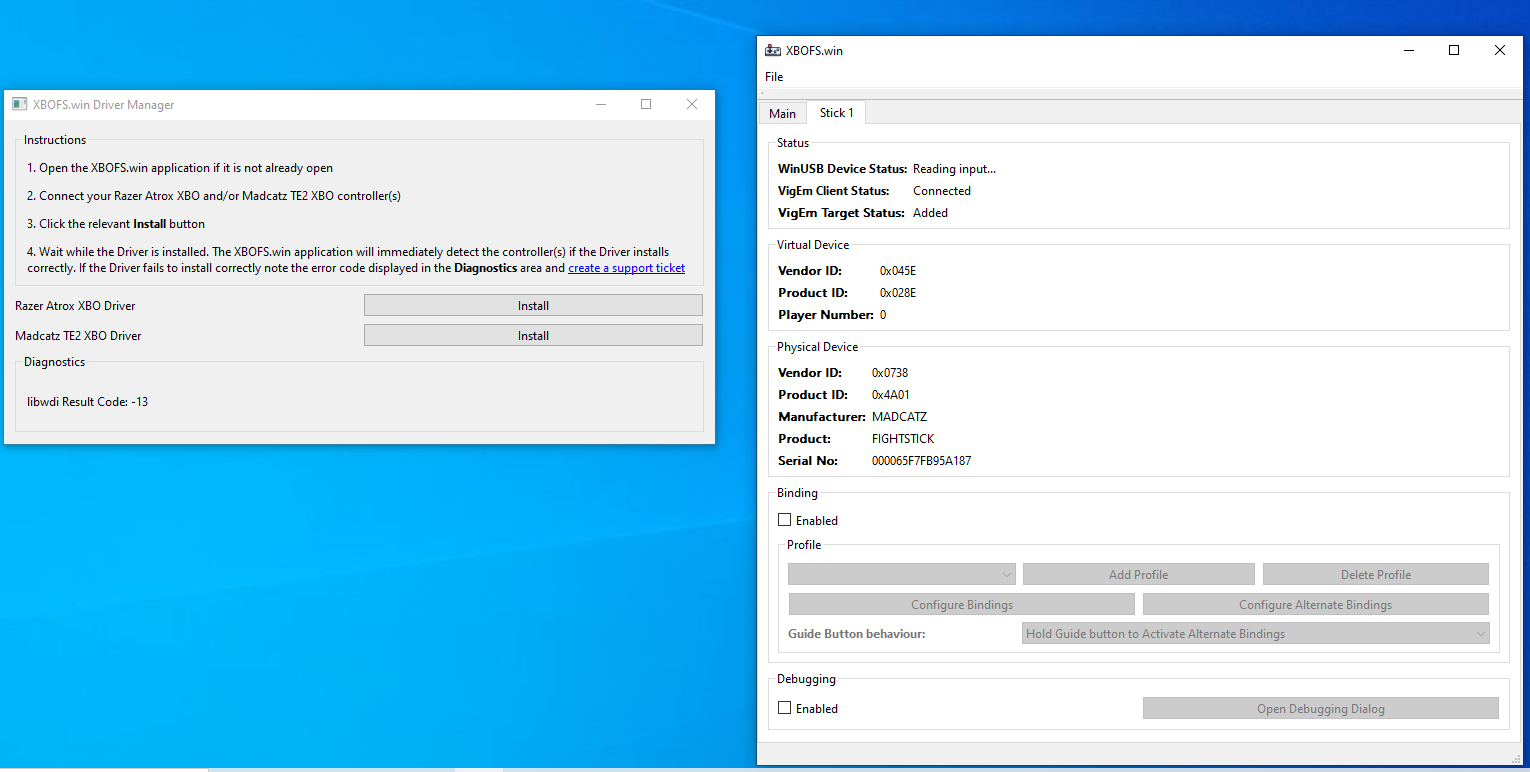 XBOFS.win Driver Manager
Instructions
1. Open the XBOFS.win application if it is not already open
2. Connect your Razer Atrox XBO and/or Madcatz TE2 XBO controller(s)
3. Click the relevant Install button
4. Wait while the Driver is installed. The XBOFS.win application will immediately detect the controller(s) if the Driver installs
correctly. If the Driver fails to install correctly note the error code displayed in the Diagnostics area and create a support ticket
Razer Atrox XBO Driver Install
Madcatz TE2 XBO Driver Install
Diagnostics
libwdi Result Code: -13
XBOFS.win
File
Main Stick 1
Status
WinUSB Device Status: Reading input...
VigEm Client Status: Connected
VigEm Target Status: Added
Virtual Device
Vendor ID: 0x045E
Product ID: 0x028E
Player Number: 0
Physical Device
Vendor ID: 0x0738
Product ID: 0x4A01
Manufacturer: MADCATZ
Product: FIGHTSTICK
Serial No: 000065F7FB95A187
Binding
Enabled
Profile
Add Profile Delete Profile
Configure Bindings Configure Alternate Bindings
Guide Button behaviour: Hold Guide button to Activate Alternate Bindings
Debugging
Enabled Open Debugging Dialog